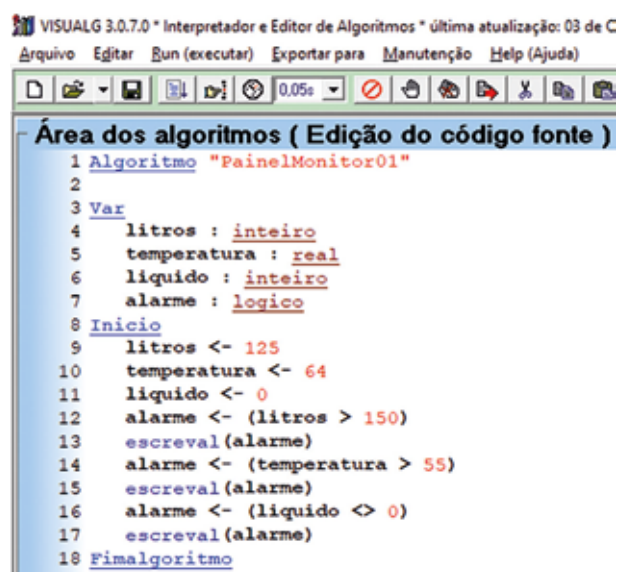 VISUALG 3.0.7.0 * Interpretador e Editor de Algoritmos * última atualização: 03 de C
Arquivo Editar Run (executar) Exportar para Manutenção Help (Ajuda)
0,05s
Área dos algoritmos ( Edição do código fonte )
1 Algoritmo "PainelMonitor01"
2
3 Var
4 litros : inteiro
5 temperatura : real
6 liquido : inteiro
7 alarme : logico
8 Inicio
9 litros <- 125
10 temperatura <- 64
11 liquido <- 0
12 alarme <- (litros > 150)
13 escreval(alarme)
14 alarme <- (temperatura > 55)
15 escreval(alarme)
16 alarme <- (liquido <> 0)
17 escreval(alarme)
18 Fimalgoritmo